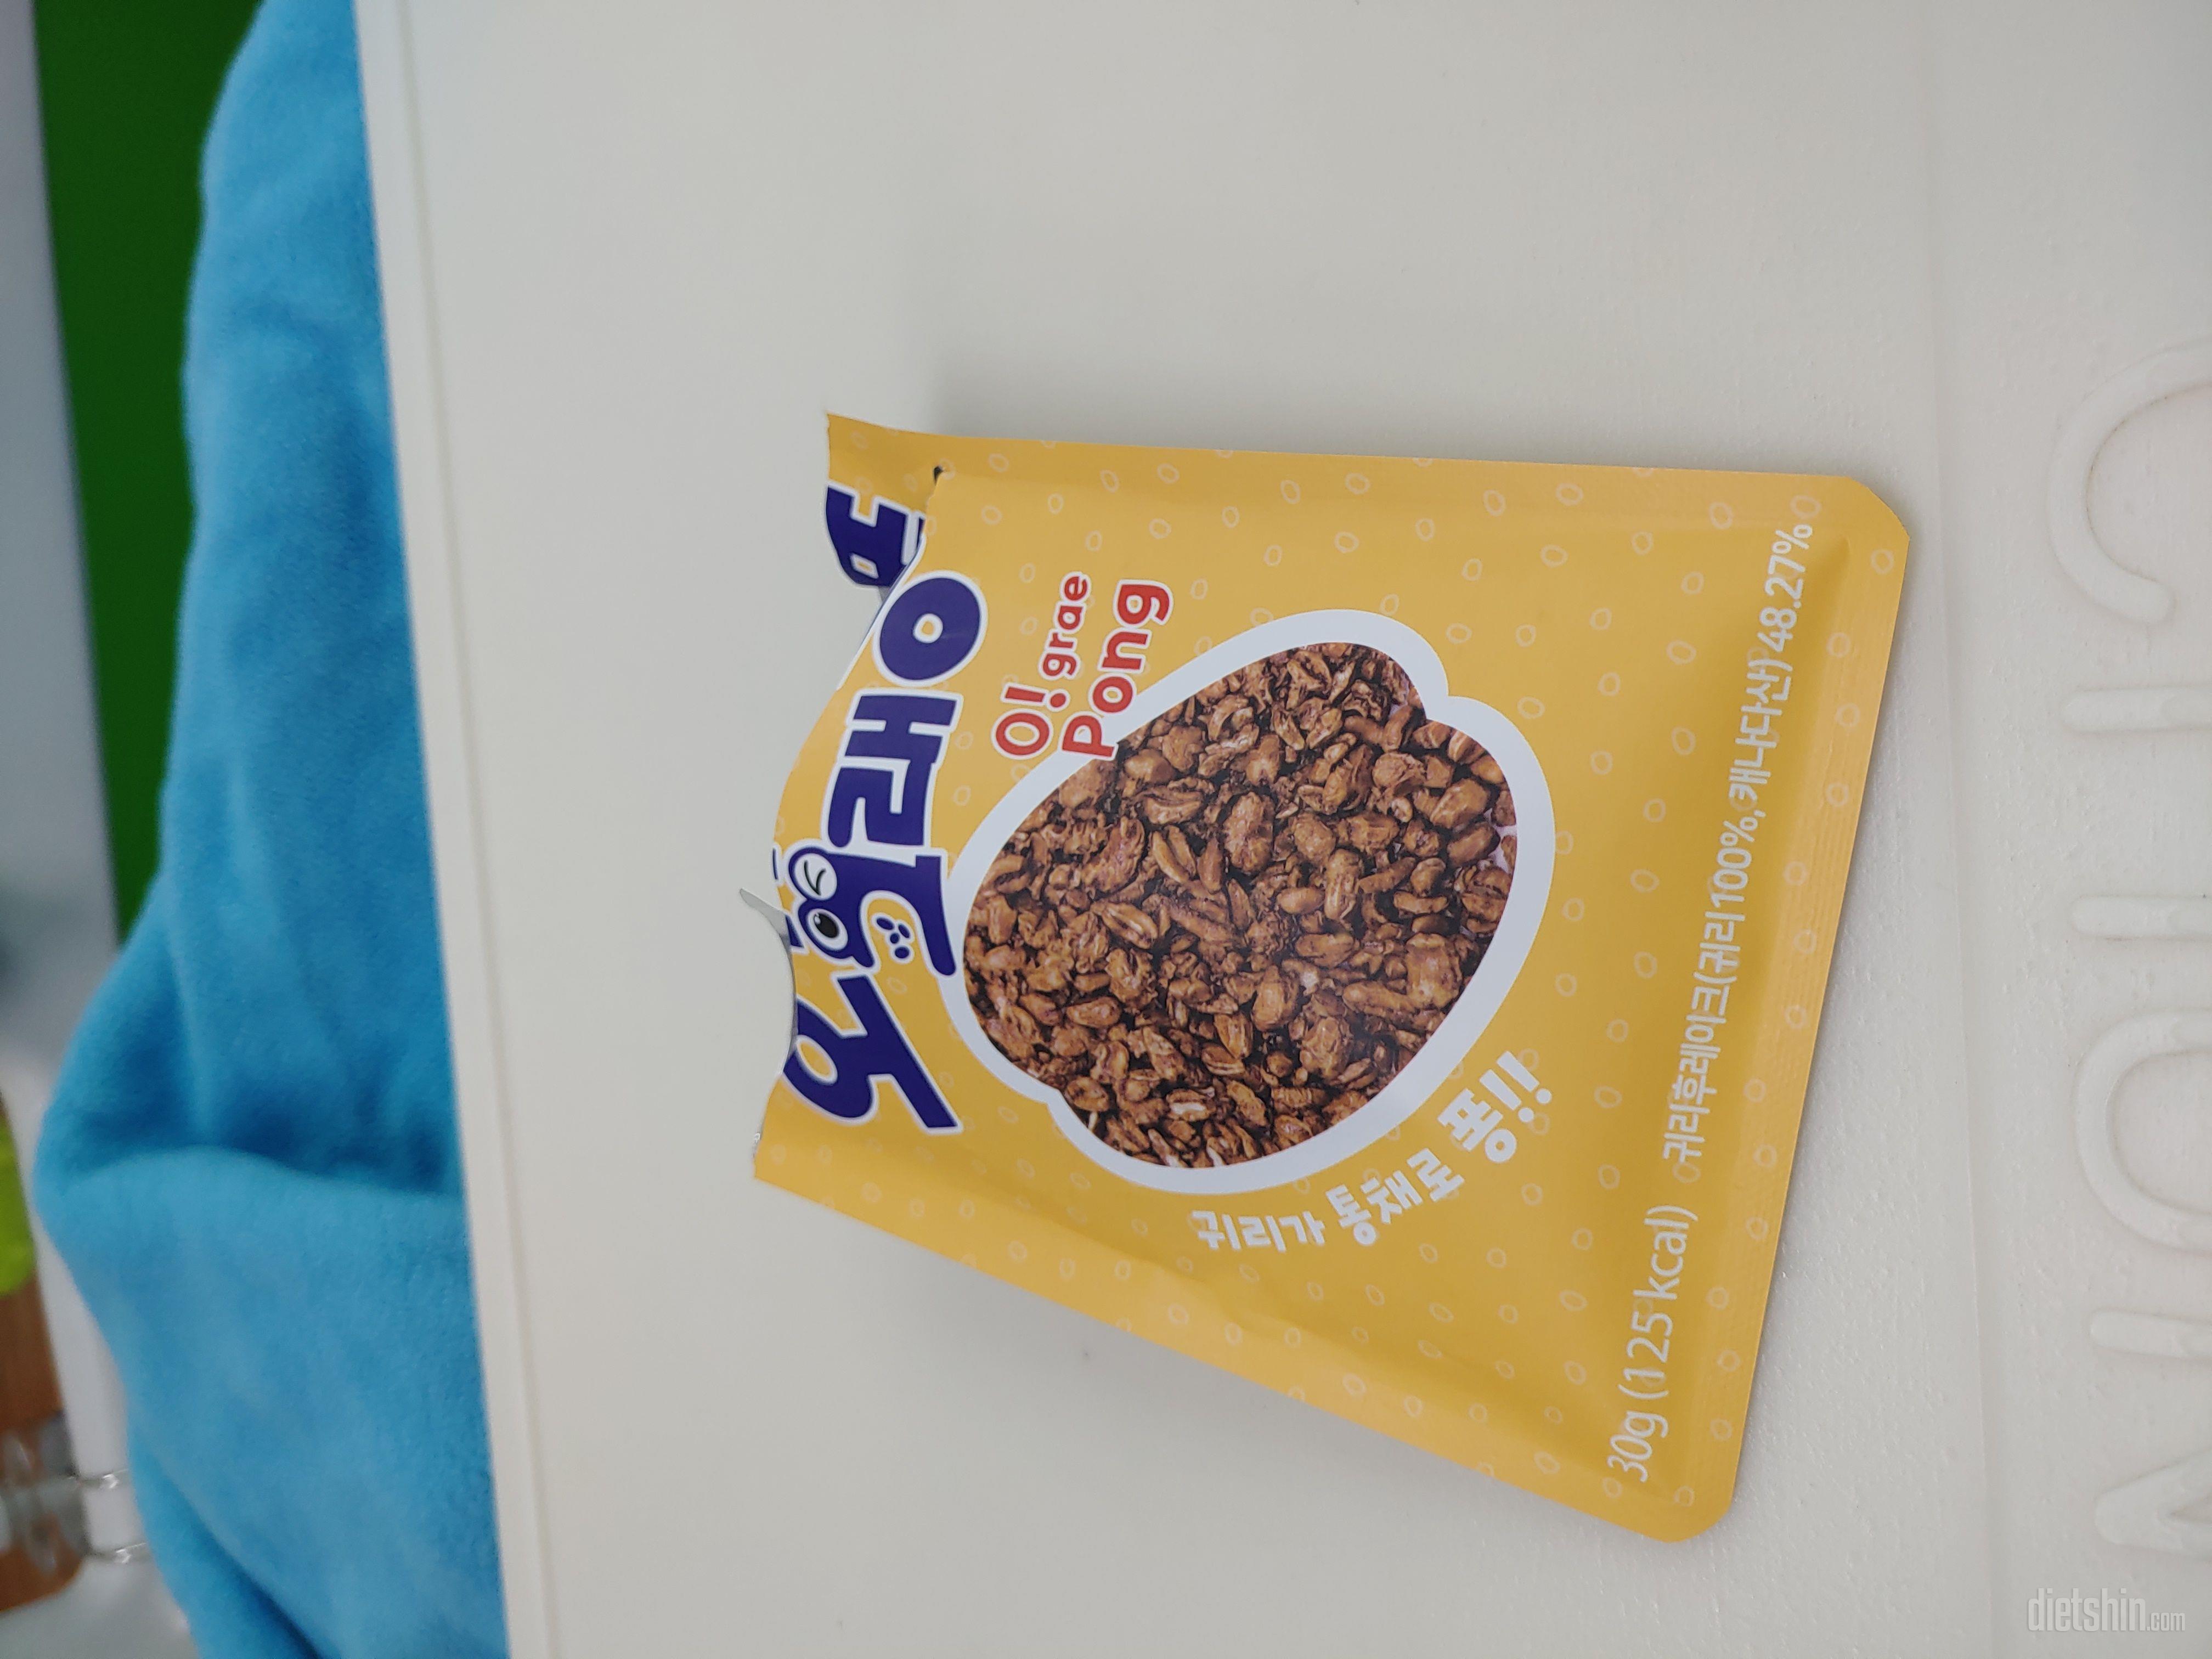 오!그래퐁
O!grae
Pong
귀리가 통째로 퐁!!
30g (125 kcal) 귀리후레이크(귀리100%,캐나다산)48.27%
dietshin.com